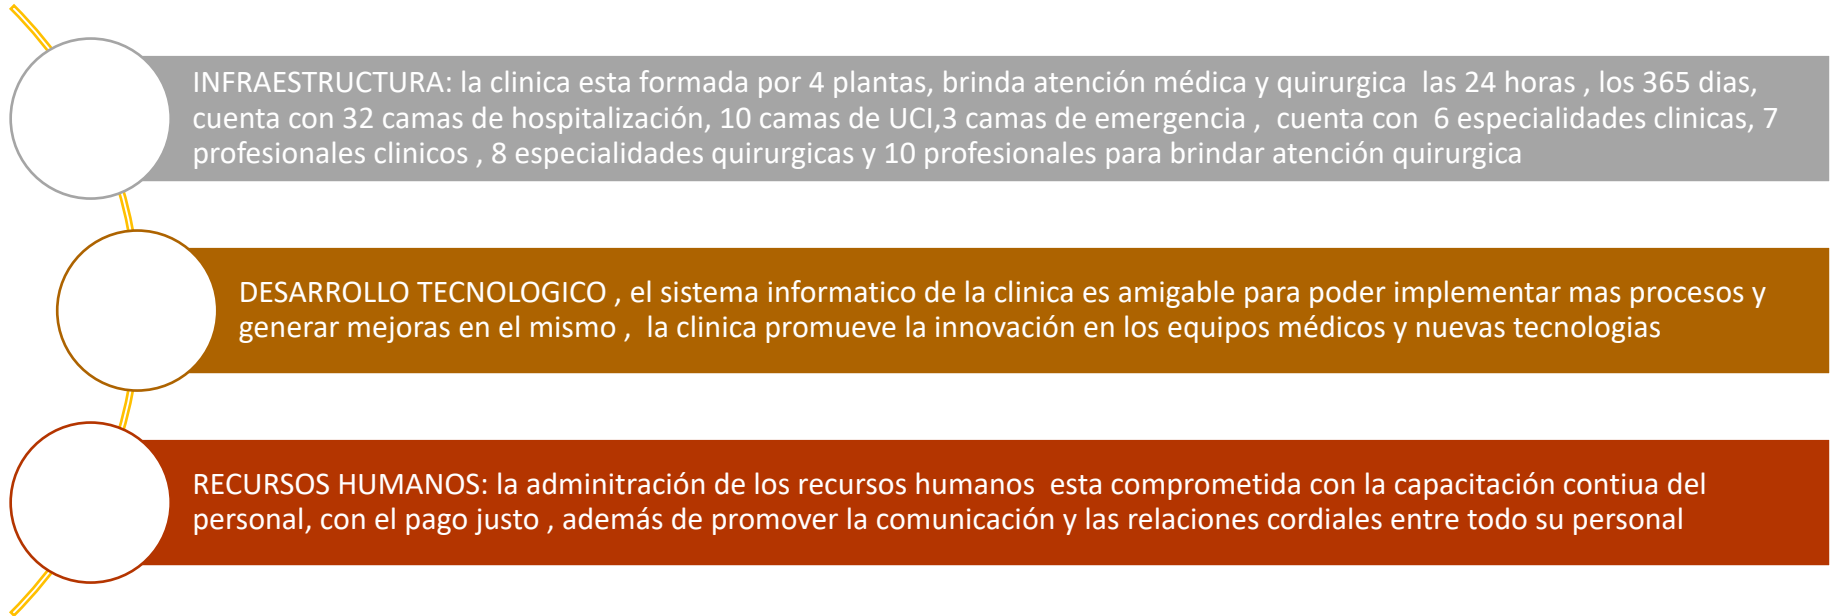 INFRAESTRUCTURA: la clinica esta formada por 4 plantas, brinda atención médica y quirurgica  las 24 horas , los 365 dias,
cuenta con 32 camas de hospitalización, 10 camas de UCI,3 camas de emergencia ,  cuenta con  6 especialidades clinicas, 7
profesionales clinicos , 8 especialidades quirurgicas y 10 profesionales para brindar atención quirurgica
DESARROLLO TECNOLOGICO , el sistema informatico de la clinica es amigable para poder implementar mas procesos y
generar mejoras en el mismo ,  la clinica promueve la innovación en los equipos médicos y nuevas tecnologias
RECURSOS HUMANOS: la adminitración de los recursos humanos  esta comprometida con la capacitación contiua del
personal, con el pago justo , además de promover la comunicación y las relaciones cordiales entre todo su personal